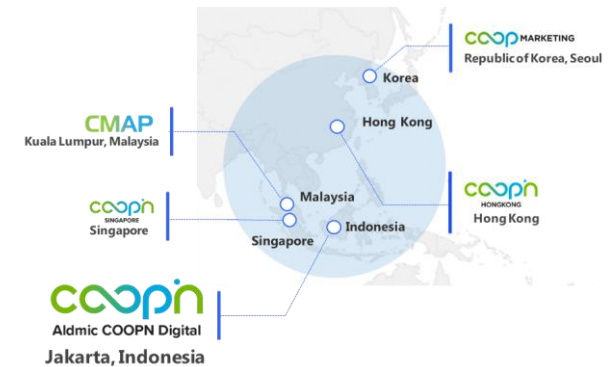 COOP MARKETING
Republic of Korea, Seoul
Korea
Hong Kong
CMAP
Kuala Lumpur, Malaysia
Malaysia
coopn
HONGKONG
Hong Kong
coopn
SINGAPORE
Singapore
Singapore
Indonesia
coopn
Aldmic COOPN Digital
Jakarta, Indonesia